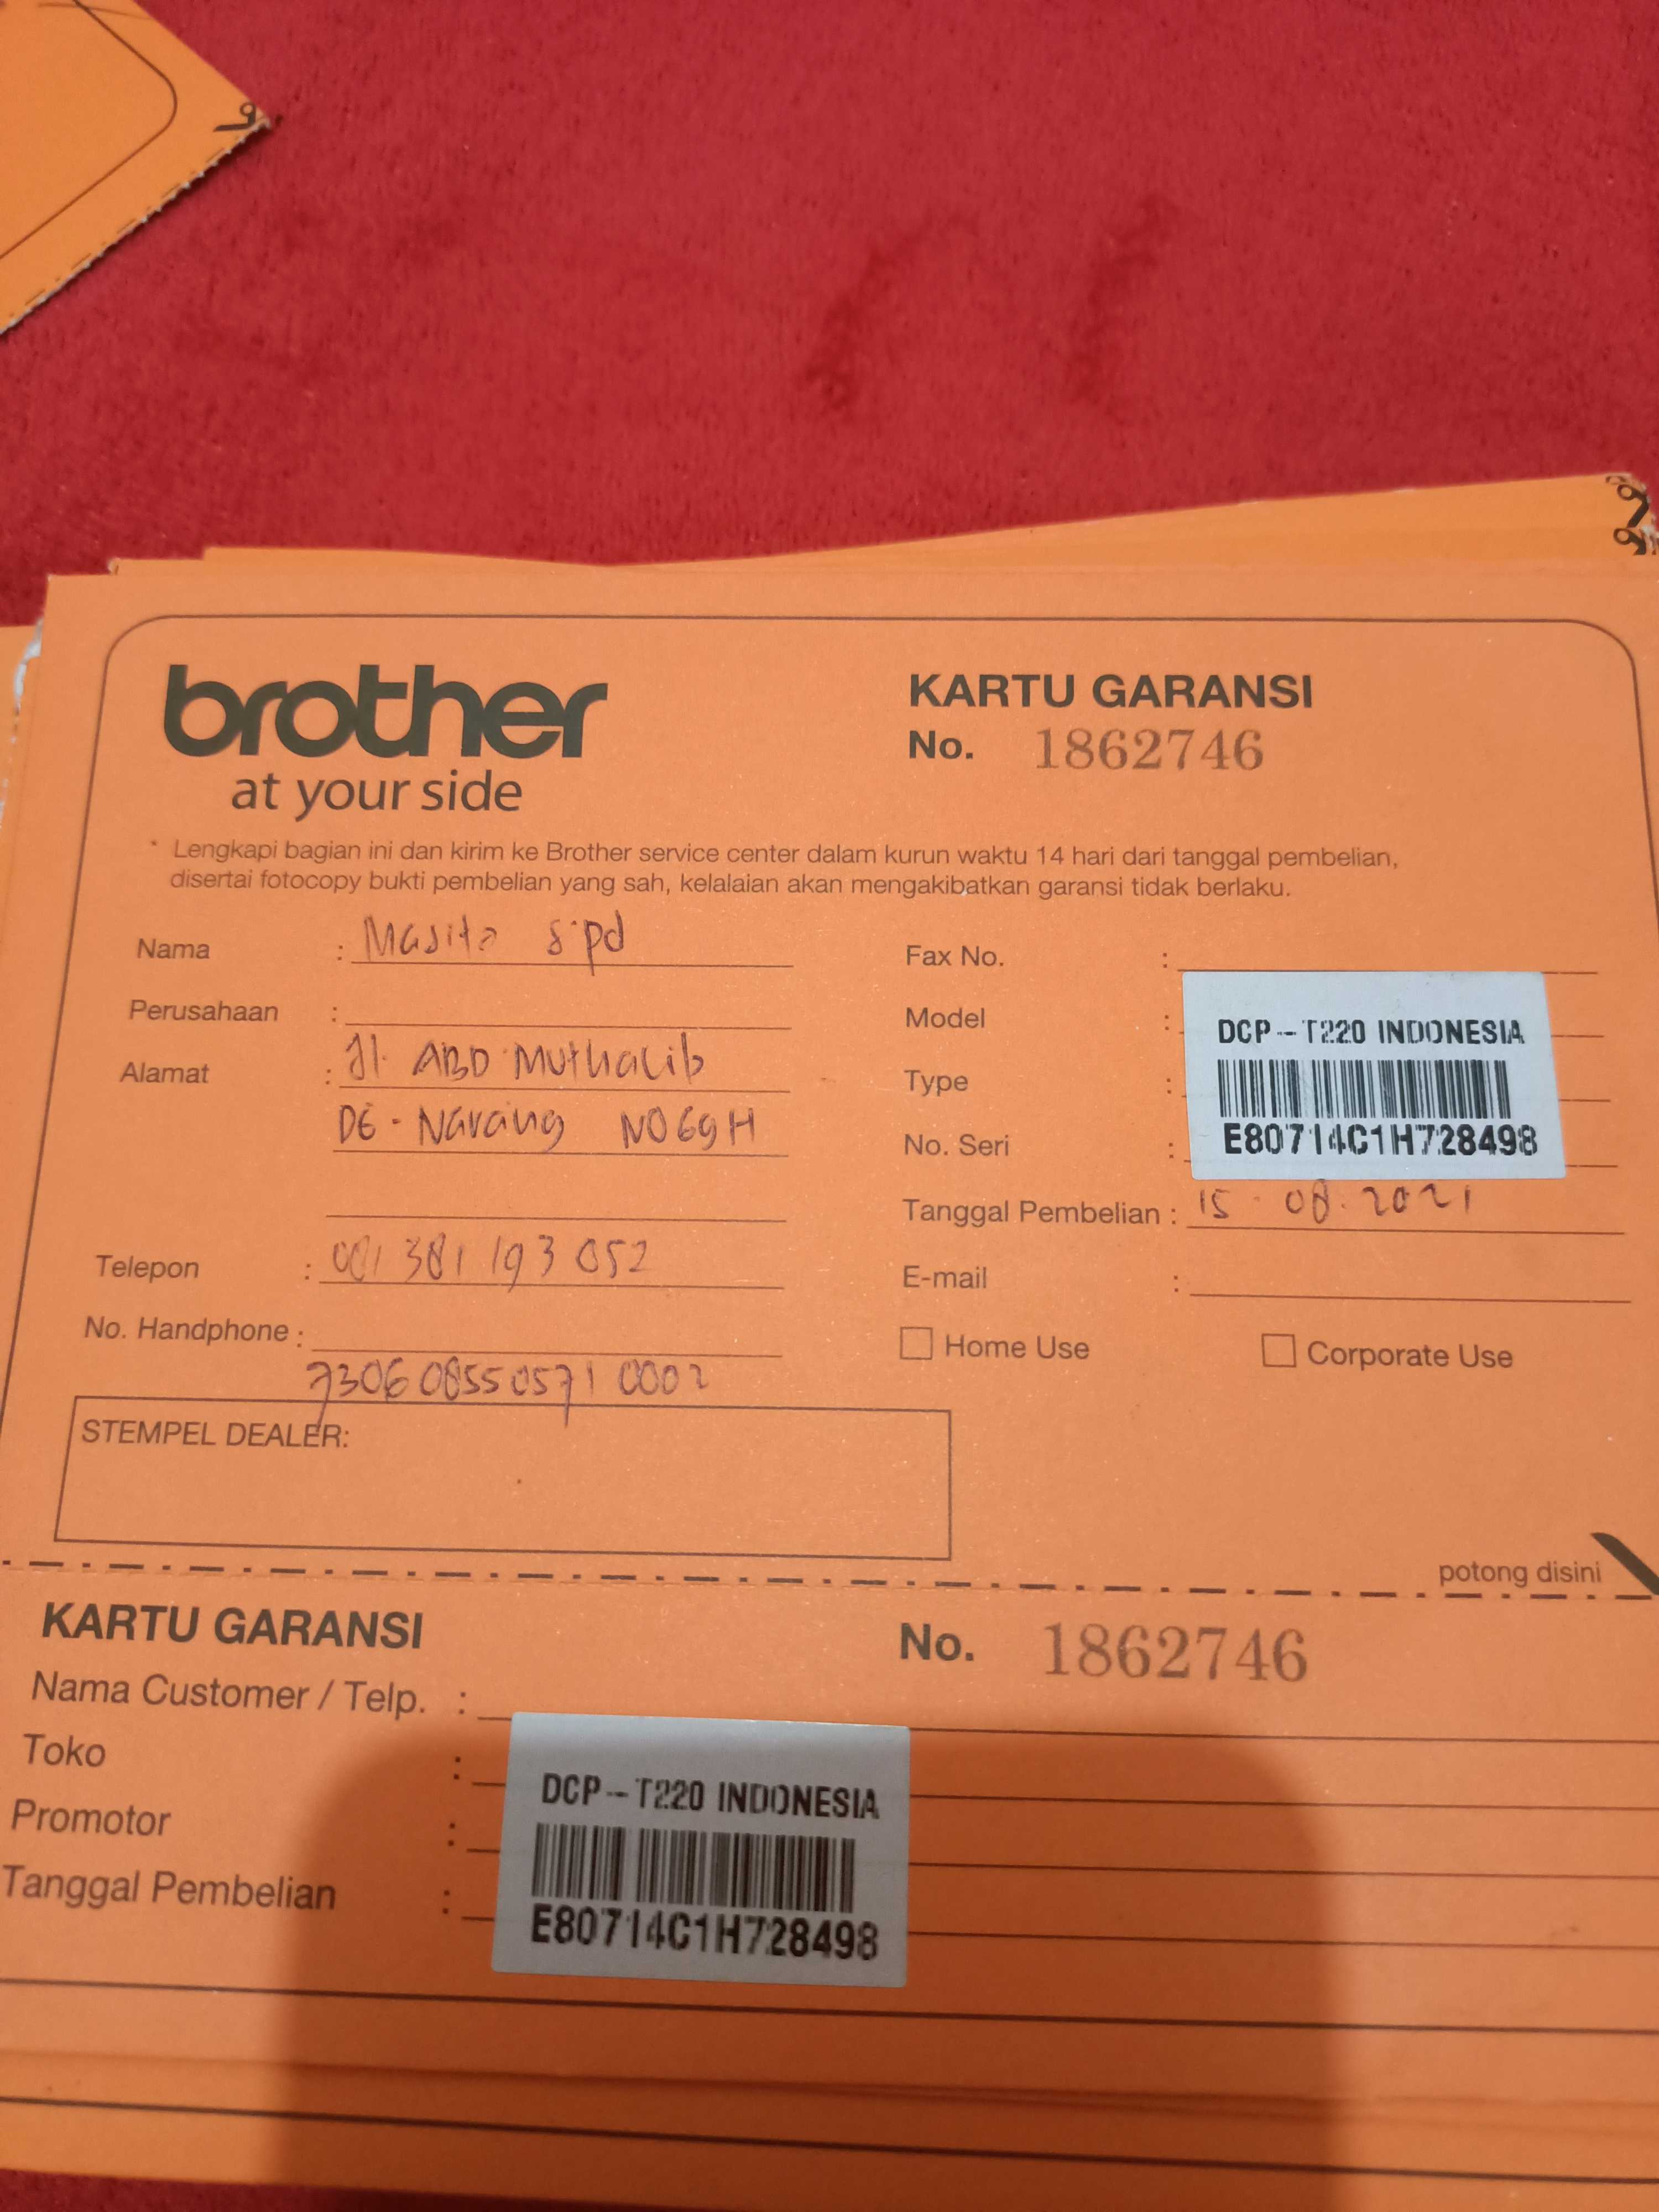 brother
at your side
KARTU GARANSI
No. 1862746
* Lengkapi bagian ini dan kirim ke Brother service center dalam kurun waktu 14 hari dari tanggal pembelian,
disertai fotocopy bukti pembelian yang sah, kelalaian akan mengakibatkan garansi tidak berlaku.
Nama : Masita s.pd
Perusahaan :
Alamat : Jl. ABD. Muthalib
DG. Narang NO 69 H
Telepon : 081 381 193 052
No. Handphone :
7306 0855 0571 0002
STEMPEL DEALER:
Fax No. :
Model :
Type :
No. Seri :
DCP-T220 INDONESIA
E80714C1H728498
Tanggal Pembelian : 15 - 08. 2021
E-mail :
Home Use
Corporate Use
potong disini
KARTU GARANSI
No. 1862746
Nama Customer / Telp. :
Toko :
Promotor :
Tanggal Pembelian :
DCP-T220 INDONESIA
E80714C1H728498